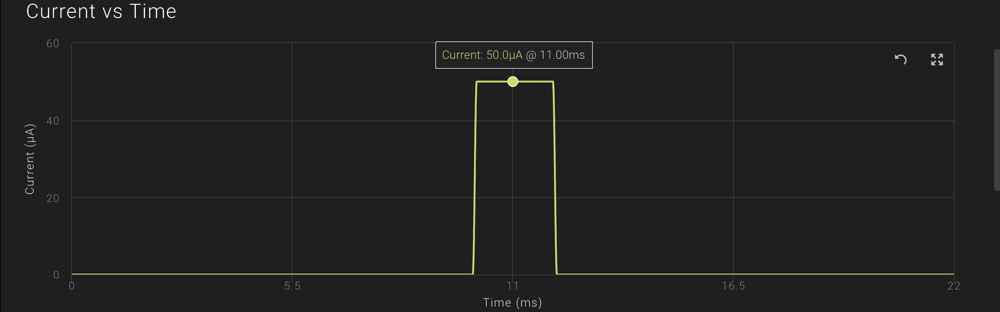 Current vs Time
60
Current: 50.0µA @ 11.00ms
40
Current (µA)
20
0
0 5.5 11 16.5 22
Time (ms)